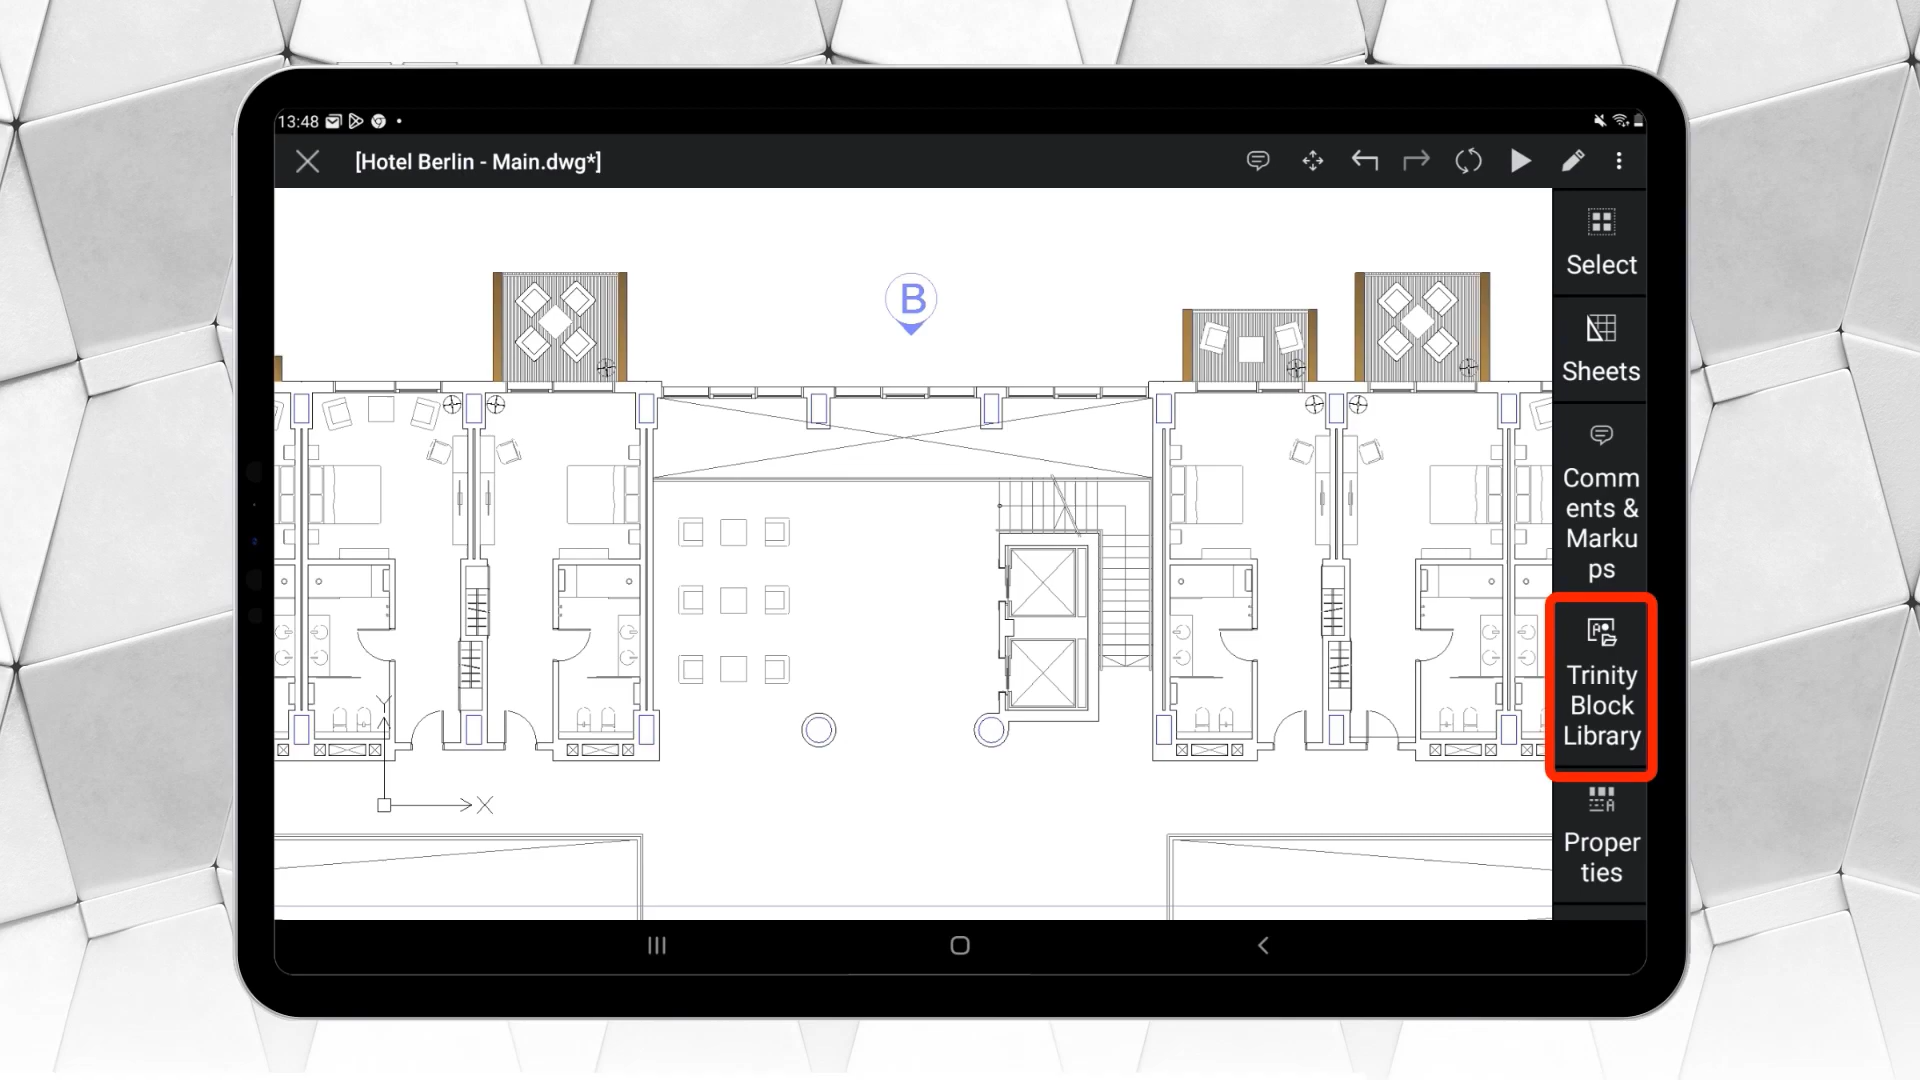 13:48
[Hotel Berlin - Main.dwg*]
Select
B
Sheets
Comm
ents &
Marku
ps
Trinity
Block
Library
Y
X
Proper
ties